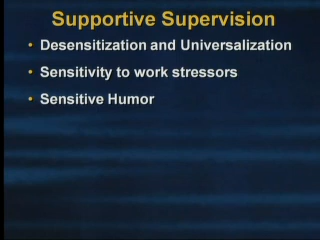 Supportive Supervision
• Desensitization and Universalization
• Sensitivity to work stressors
• Sensitive Humor